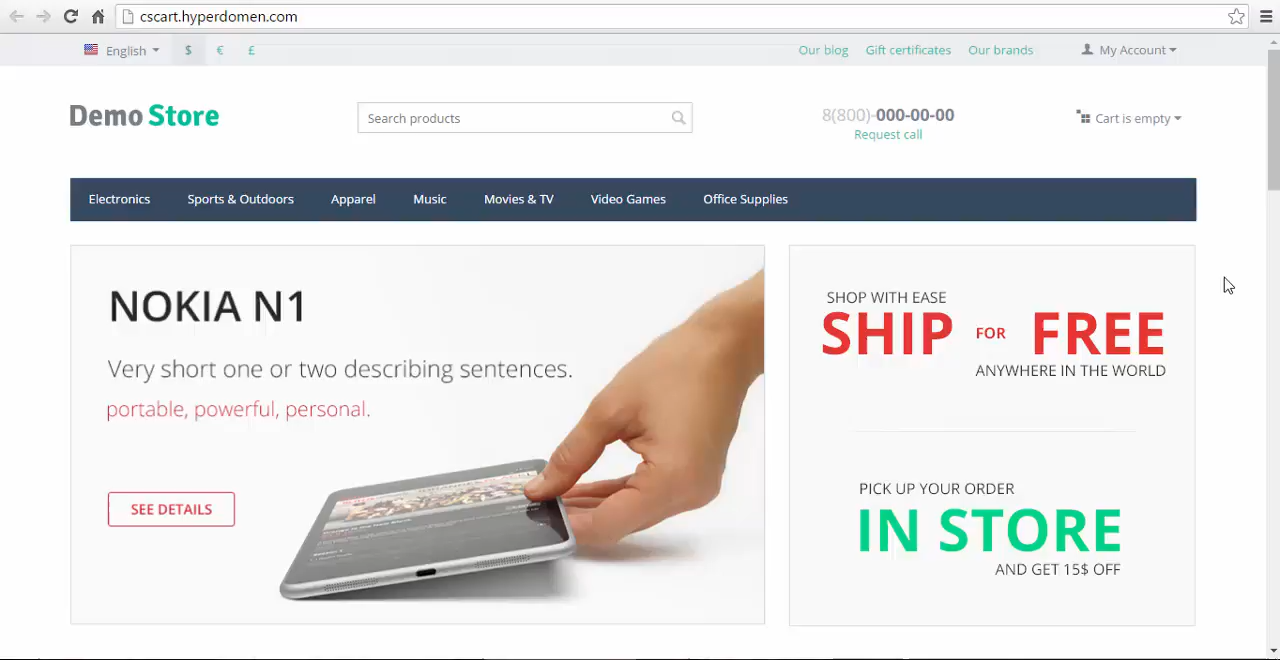 cscart.hyperdomen.com
English $ € £ Our blog Gift certificates Our brands My Account
Demo Store Search products 8(800)-000-00-00 Cart is empty
Request call
Electronics Sports & Outdoors Apparel Music Movies & TV Video Games Office Supplies
NOKIA N1
Very short one or two describing sentences.
portable, powerful, personal.
SEE DETAILS
SHOP WITH EASE
SHIP FOR FREE
ANYWHERE IN THE WORLD
PICK UP YOUR ORDER
IN STORE
AND GET 15$ OFF